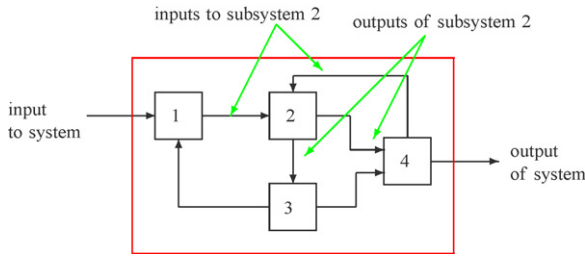 inputs to subsystem 2
outputs of subsystem 2
input
to system
1
2
3
4
output
of system